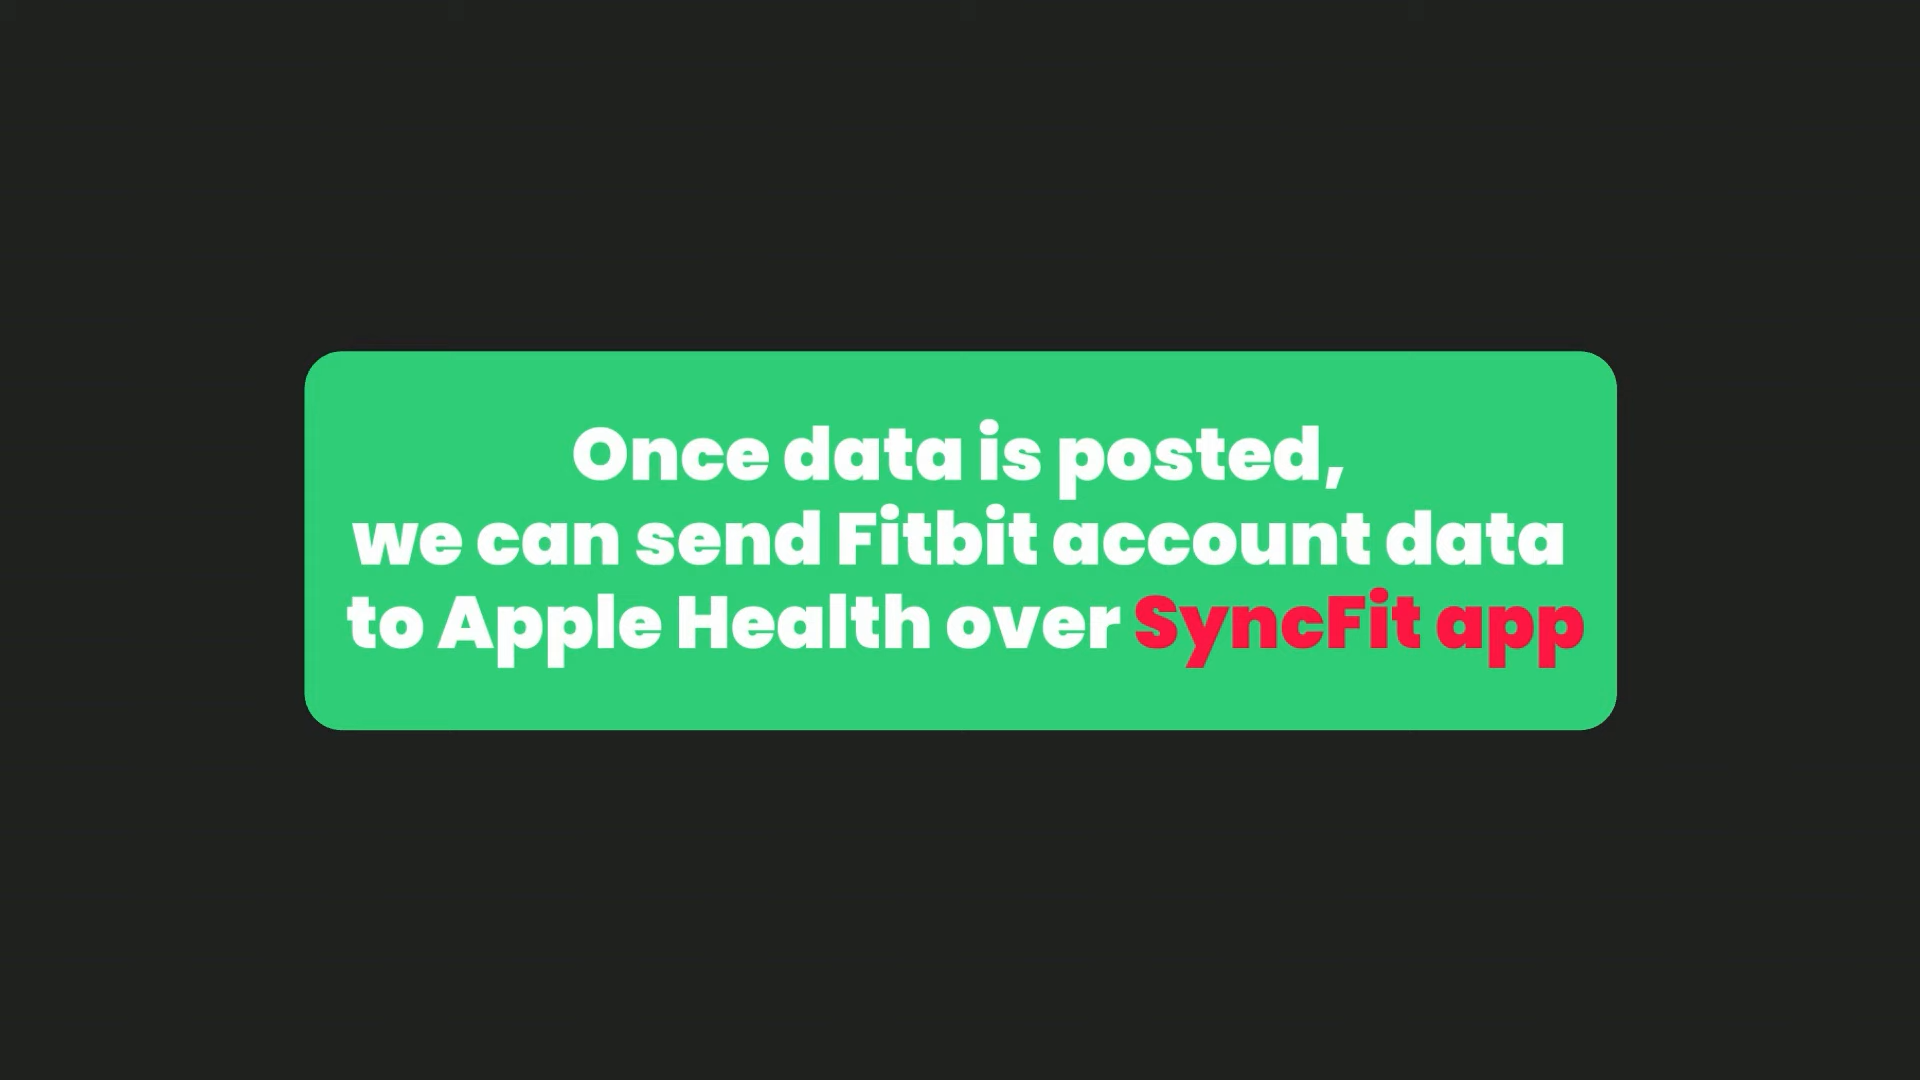 Once data is posted,
we can send Fitbit account data
to Apple Health over SyncFit app